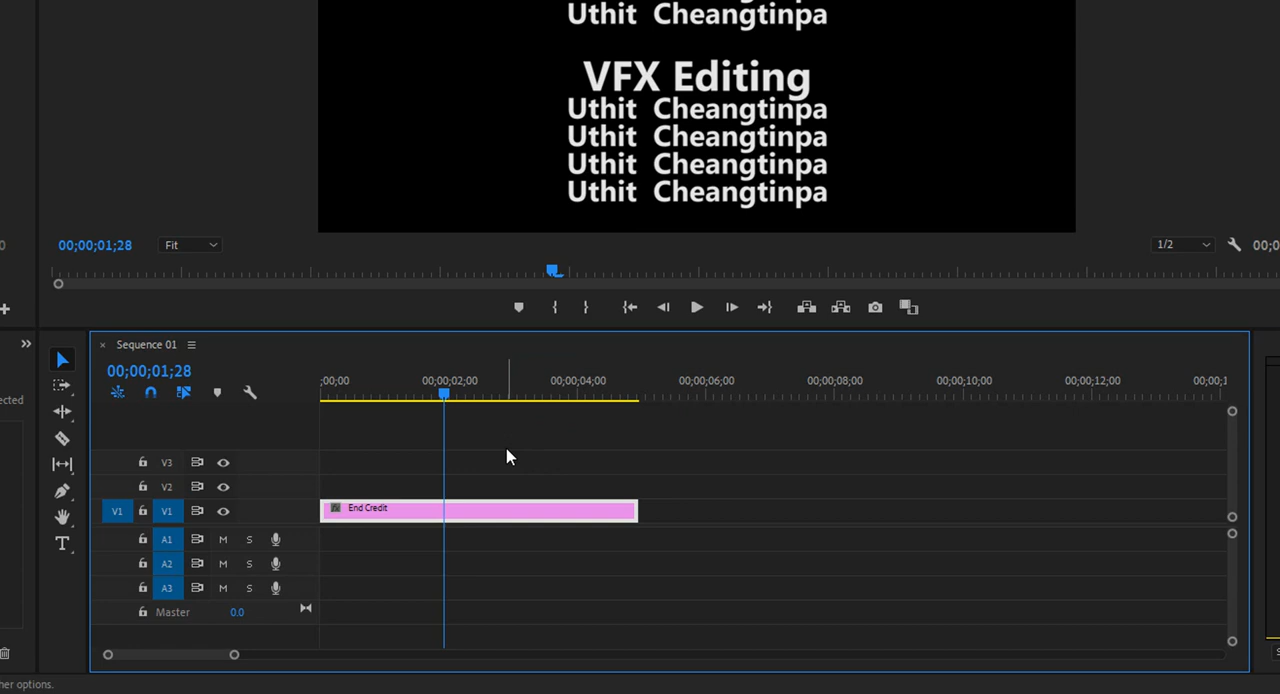 Uthit  Cheangtinpa
VFX Editing
Uthit  Cheangtinpa
Uthit  Cheangtinpa
Uthit  Cheangtinpa
Uthit  Cheangtinpa
00;00;01;28
Fit
1/2
Sequence 01
00;00;01;28
;00;00
00;00;02;00
00;00;04;00
00;00;06;00
00;00;08;00
00;00;10;00
00;00;12;00
V3
V2
V1 V1
End Credit
A1 M S
A2 M S
A3 M S
Master 0.0
her options.